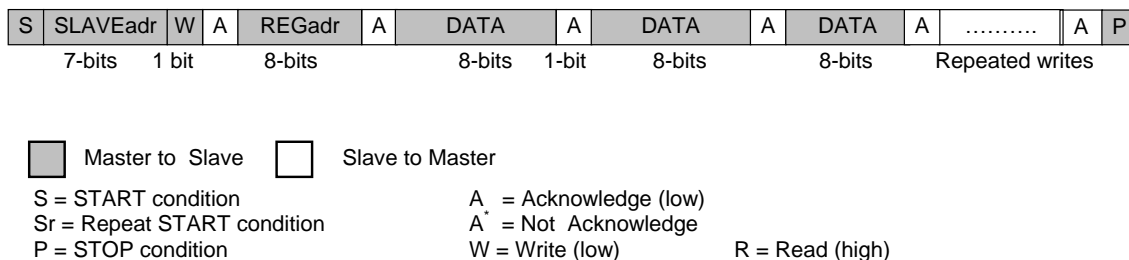 S SLAVEadr W A REGadr A DATA A DATA A DATA A .......... A P
7-bits 1 bit 8-bits 8-bits 1-bit 8-bits 8-bits Repeated writes
Master to Slave Slave to Master
S = START condition A = Acknowledge (low)
Sr = Repeat START condition A* = Not Acknowledge
P = STOP condition W = Write (low) R = Read (high)